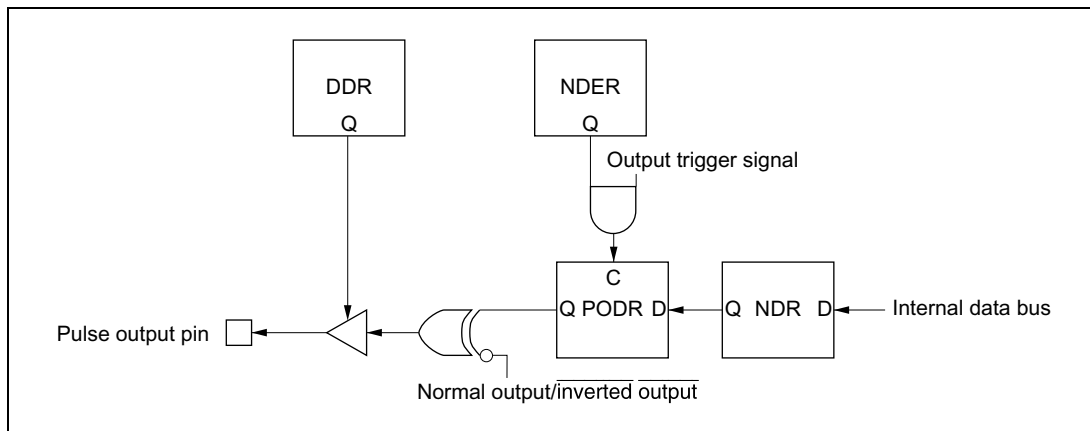 DDR
Q
NDER
Q
Output trigger signal
C
Q PODR D
Q NDR D
Internal data bus
Pulse output pin
Normal output/inverted output